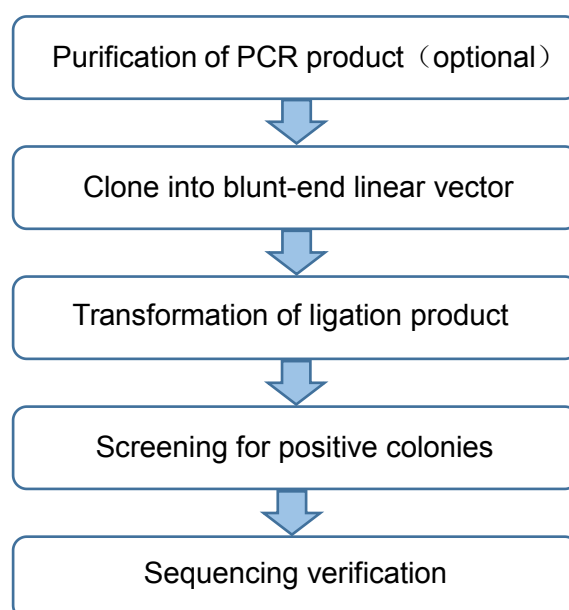 Purification of PCR product（optional）
Clone into blunt-end linear vector
Transformation of ligation product
Screening for positive colonies
Sequencing verification